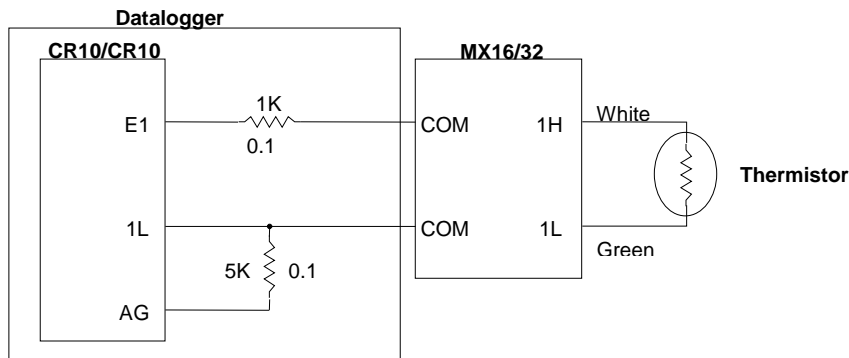 Datalogger
CR10/CR10
MX16/32
1K
E1
COM
1H
White
0.1
Thermistor
1L
COM
1L
Green
5K
0.1
AG